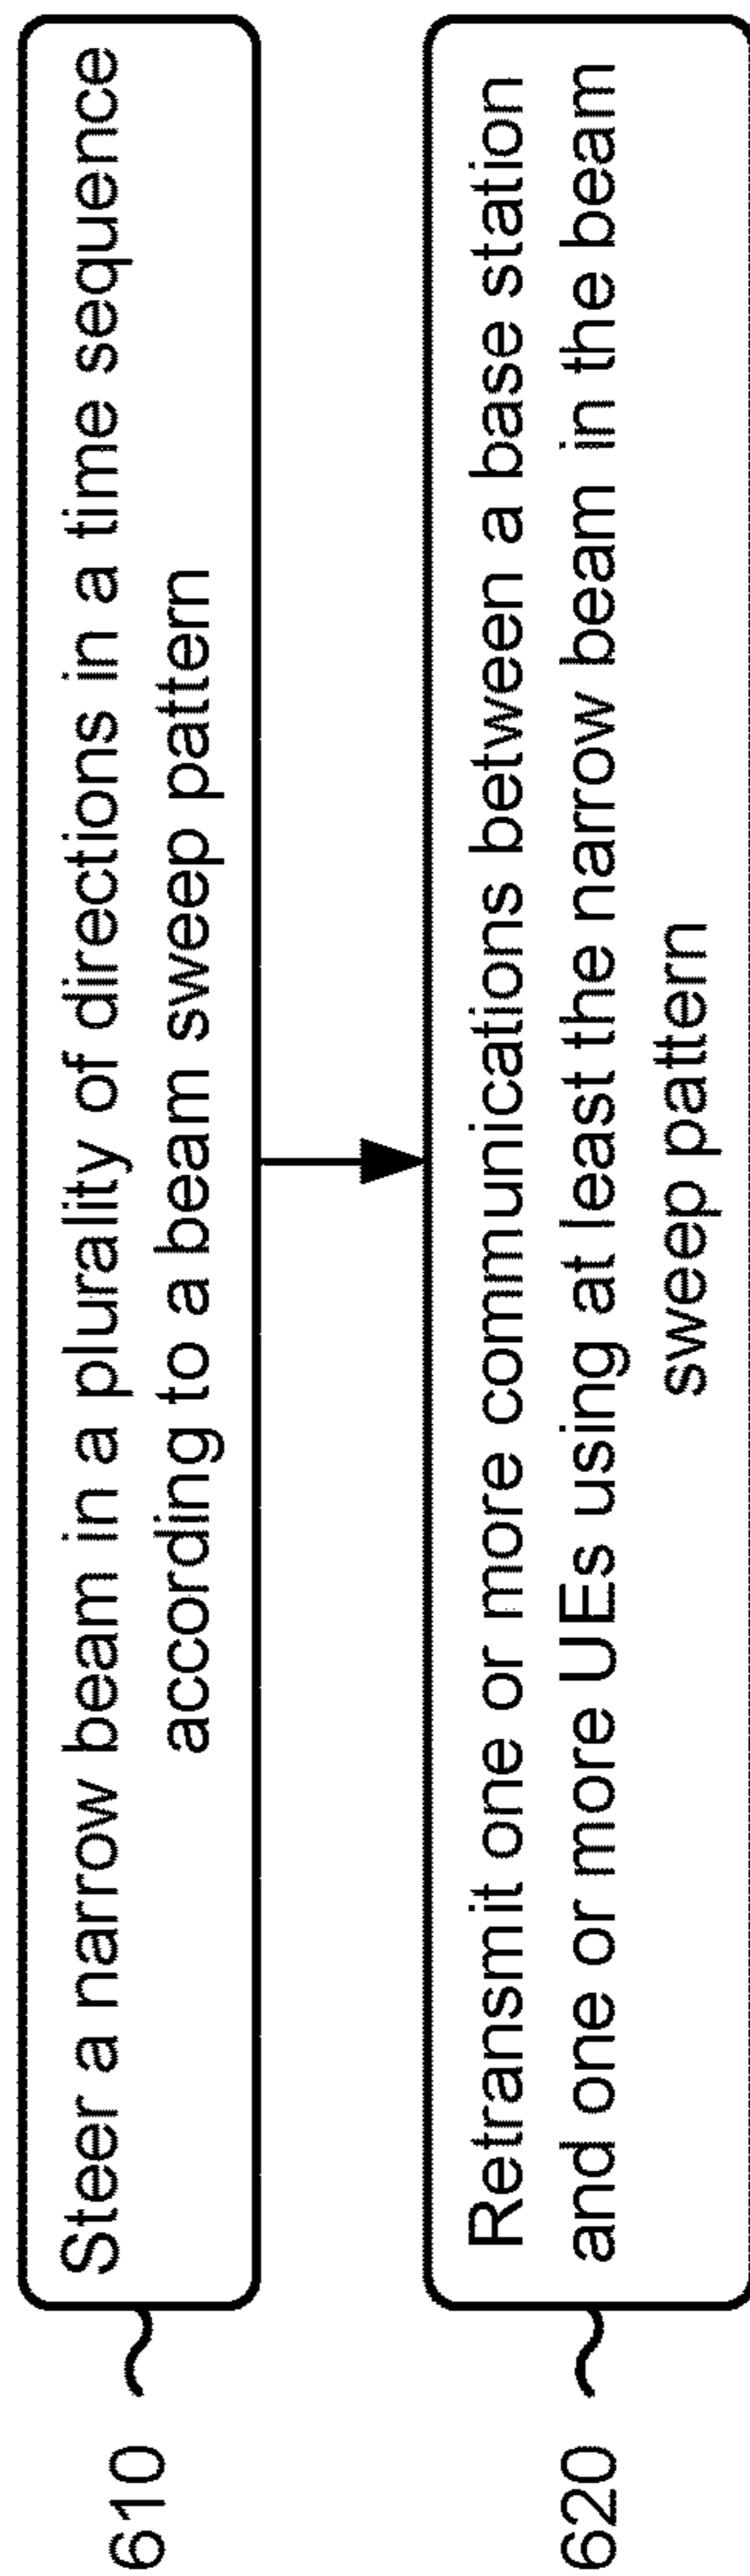 610
Steer a narrow beam in a plurality of directions in a time sequence
according to a beam sweep pattern
620
Retransmit one or more communications between a base station
and one or more UEs using at least the narrow beam in the beam
sweep pattern